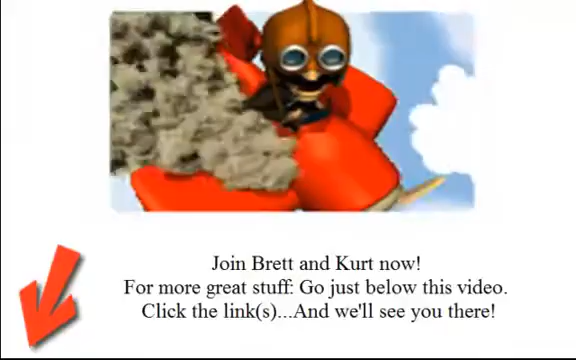 Join Brett and Kurt now!
For more great stuff: Go just below this video.
Click the link(s)...And we'll see you there!